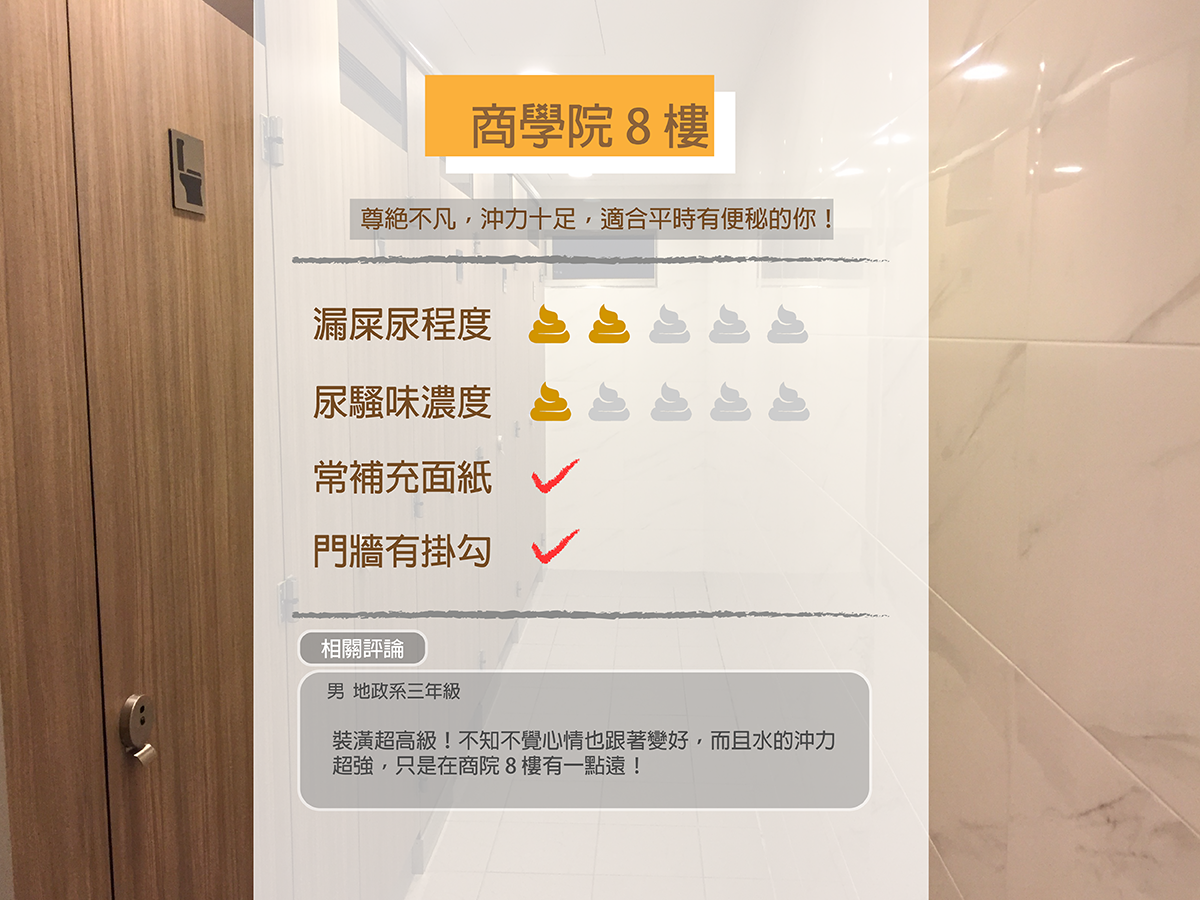 商學院 8 樓
尊絕不凡，沖力十足，適合平時有便秘的你！
漏屎尿程度
尿騷味濃度
常補充面紙
門牆有掛勾
相關評論
男 地政系三年級
裝潢超高級！不知不覺心情也跟著變好，而且水的沖力
超強，只是在商院 8 樓有一點遠！